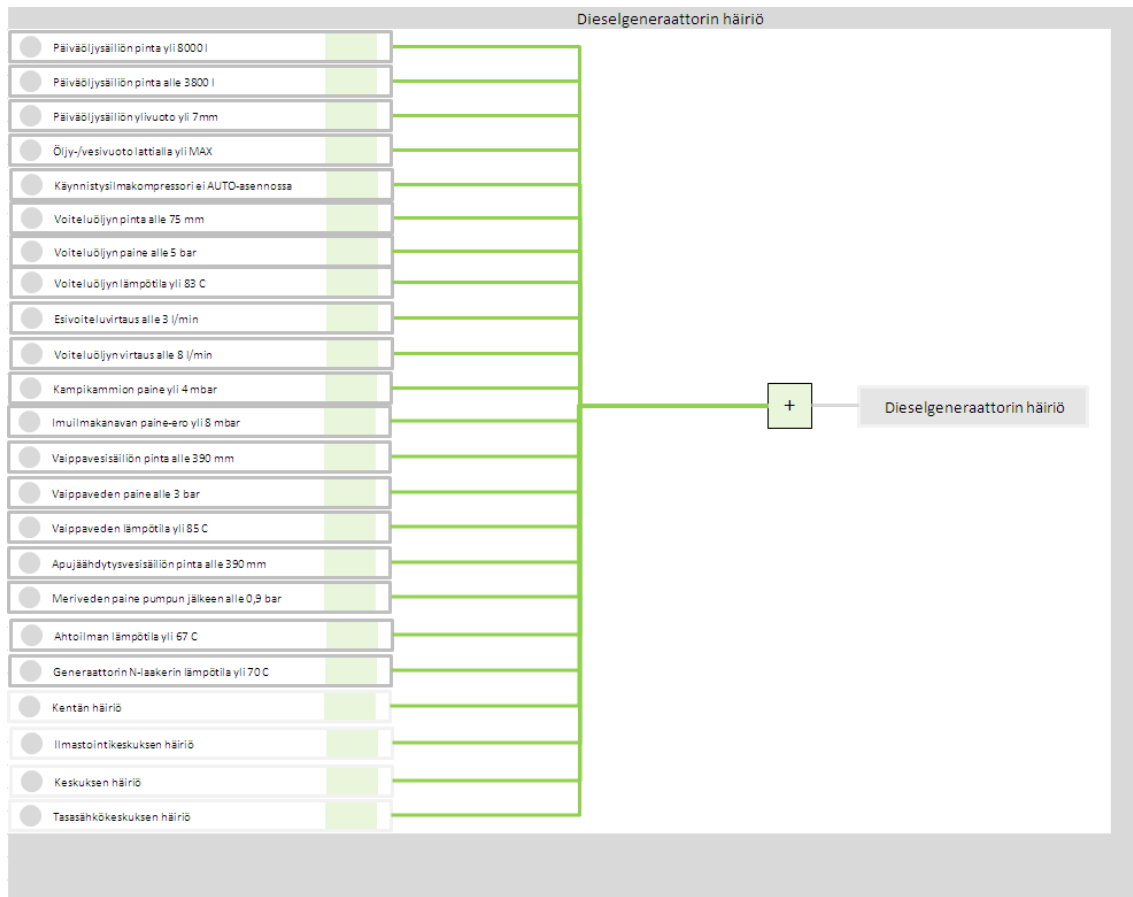 Dieselgeneraattorin häiriö
Päiväöljysäiliön pinta yli 8000 l
Päiväöljysäiliön pinta alle 3800 l
Päiväöljysäiliön ylivuoto yli 7mm
Öljy-/vesivuoto lattialla yli MAX
Käynnistysilmakompressori ei AUTO-asennossa
Voiteluöljyn pinta alle 75 mm
Voiteluöljyn paine alle 5 bar
Voiteluöljyn lämpötila yli 83 C
Esivoiteluvirtaus alle 3 l/min
Voiteluöljyn virtaus alle 8 l/min
Kampikammion paine yli 4 mbar
+
Dieselgeneraattorin häiriö
Imuilmakanavan paine-ero yli 8 mbar
Vaippavesisäiliön pinta alle 390 mm
Vaippaveden paine alle 3 bar
Vaippaveden lämpötila yli 85 C
Apujäähdytysvesisäiliön pinta alle 390 mm
Meriveden paine pumpun jälkeen alle 0,9 bar
Ahtoilman lämpötila yli 67 C
Generaattorin N-laakerin lämpötila yli 70 C
Kentän häiriö
Ilmastointikeskuksen häiriö
Keskuksen häiriö
Tasasähkökeskuksen häiriö